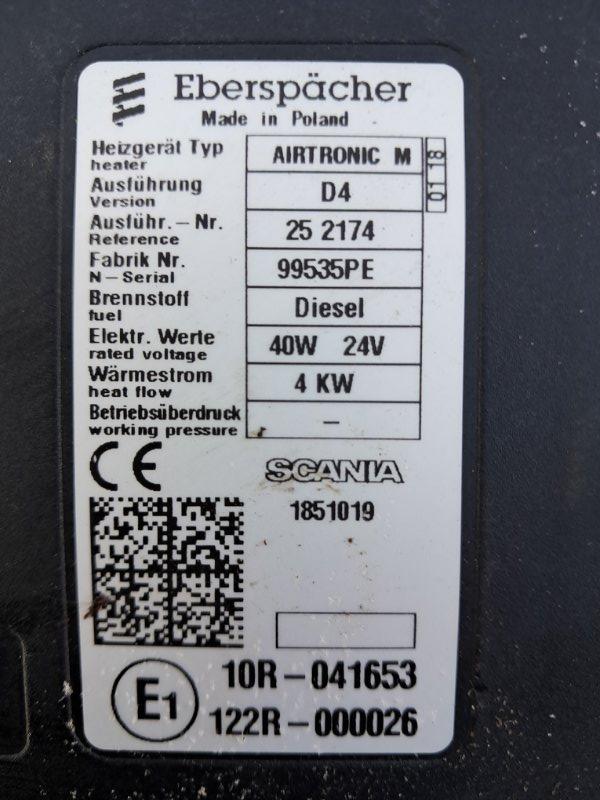 Eberspächer
Made in Poland
Heizgerät Typ AIRTRONIC M 01 18
heater
Ausführung D4
Version
Ausführ.-Nr. 25 2174
Reference
Fabrik Nr. 99535PE
N-Serial
Brennstoff Diesel
fuel
Elektr. Werte 40W 24V
rated voltage
Wärmestrom 4 KW
heat flow
Betriebsüberdruck –
working pressure
CE SCANIA
1851019
E1 10R-041653
122R-000026